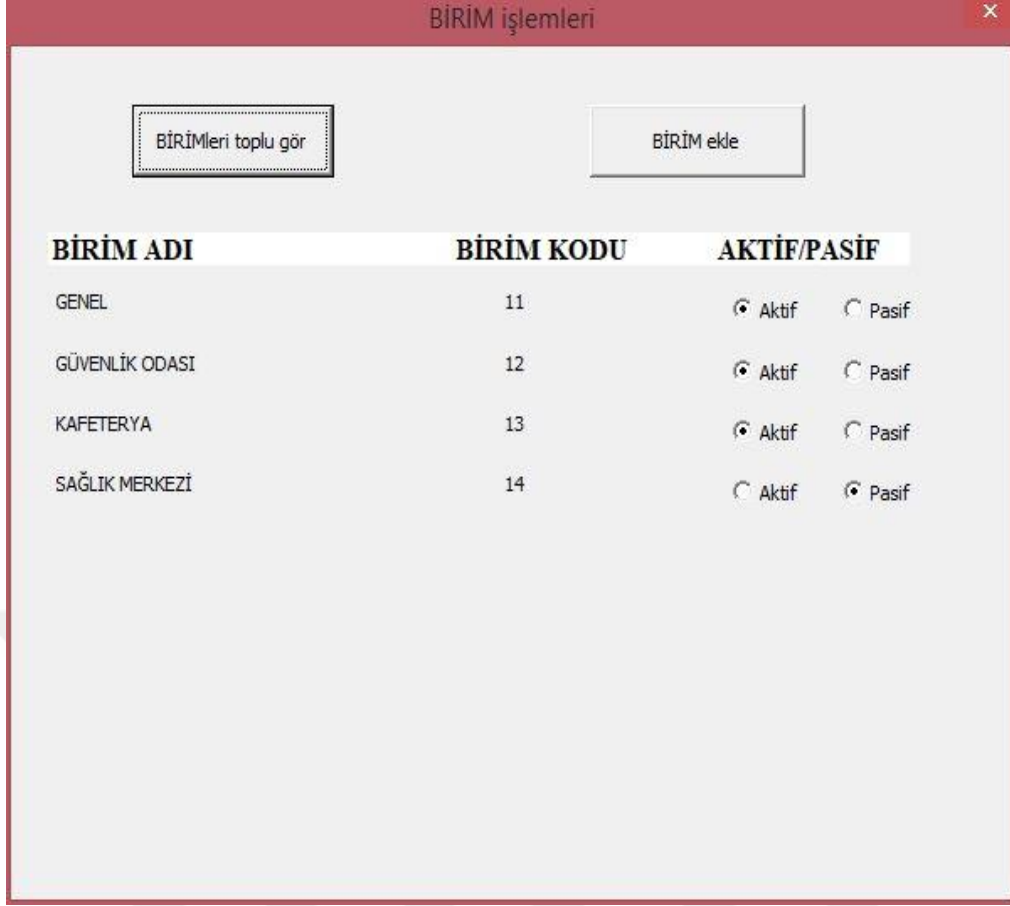 BİRİM işlemleri
BİRİMleri toplu gör BİRİM ekle
BİRİM ADI BİRİM KODU AKTİF/PASİF
GENEL 11 Aktif Pasif
GÜVENLİK ODASI 12 Aktif Pasif
KAFETERYA 13 Aktif Pasif
SAĞLIK MERKEZİ 14 Aktif Pasif